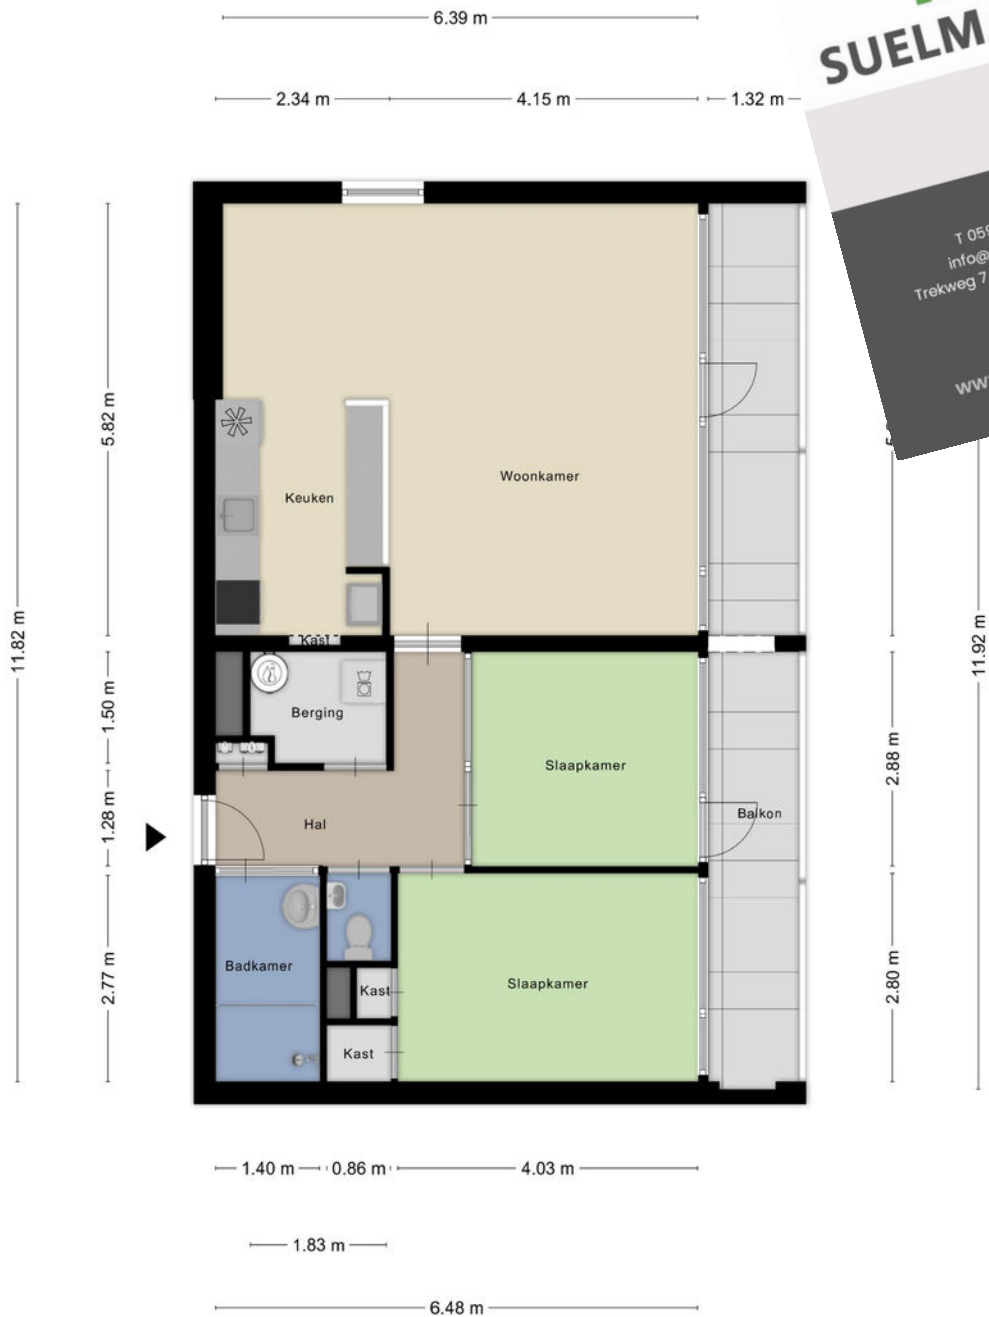 6.39 m
SUELM
2.34 m
4.15 m
1.32 m
T 059
info@
Trekweg 7
www
5.82 m
Woonkamer
Keuken
Kast
11.82 m
11.92 m
1.50 m
Berging
2.88 m
Slaapkamer
1.28 m
Hal
Balkon
Badkamer
2.77 m
2.80 m
Slaapkamer
Kast
Kast
1.40 m
0.86 m
4.03 m
1.83 m
6.48 m